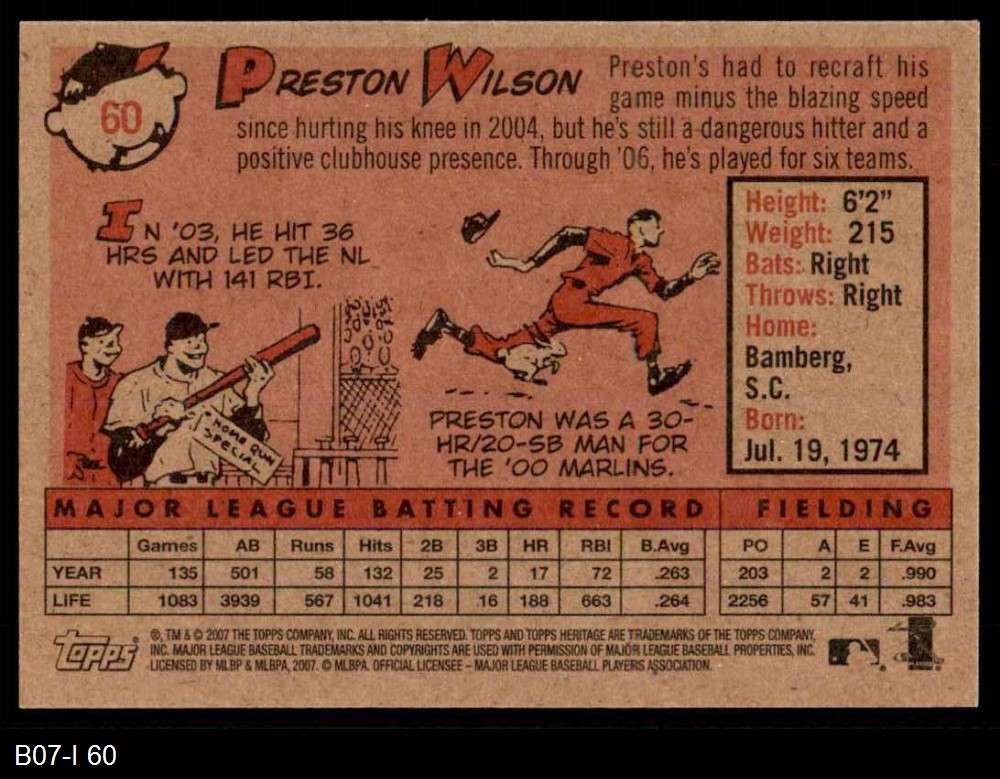 60
PRESTON WILSON
Preston's had to recraft his
game minus the blazing speed
since hurting his knee in 2004, but he's still a dangerous hitter and a
positive clubhouse presence. Through '06, he's played for six teams.
IN '03, HE HIT 36
HRS AND LED THE NL
WITH 141 RBI.
HOME RUN
SPECIAL
PRESTON WAS A 30-
HR/20-SB MAN FOR
THE '00 MARLINS.
Height: 6'2"
Weight: 215
Bats: Right
Throws: Right
Home:
Bamberg,
S.C.
Born:
Jul. 19, 1974
MAJOR LEAGUE BATTING RECORD FIELDING
Games AB Runs Hits 2B 3B HR RBI B.Avg PO A E F.Avg
YEAR 135 501 58 132 25 2 17 72 .263 203 2 2 .990
LIFE 1083 3939 567 1041 218 16 188 663 .264 2256 57 41 .983
Topps
®, TM & © 2007 THE TOPPS COMPANY, INC. ALL RIGHTS RESERVED. TOPPS AND TOPPS HERITAGE ARE TRADEMARKS OF THE TOPPS COMPANY,
INC. MAJOR LEAGUE BASEBALL TRADEMARKS AND COPYRIGHTS ARE USED WITH PERMISSION OF MAJOR LEAGUE BASEBALL PROPERTIES, INC.
LICENSED BY MLBP & MLBPA, 2007. © MLBPA. OFFICIAL LICENSEE – MAJOR LEAGUE BASEBALL PLAYERS ASSOCIATION.
B07-I 60